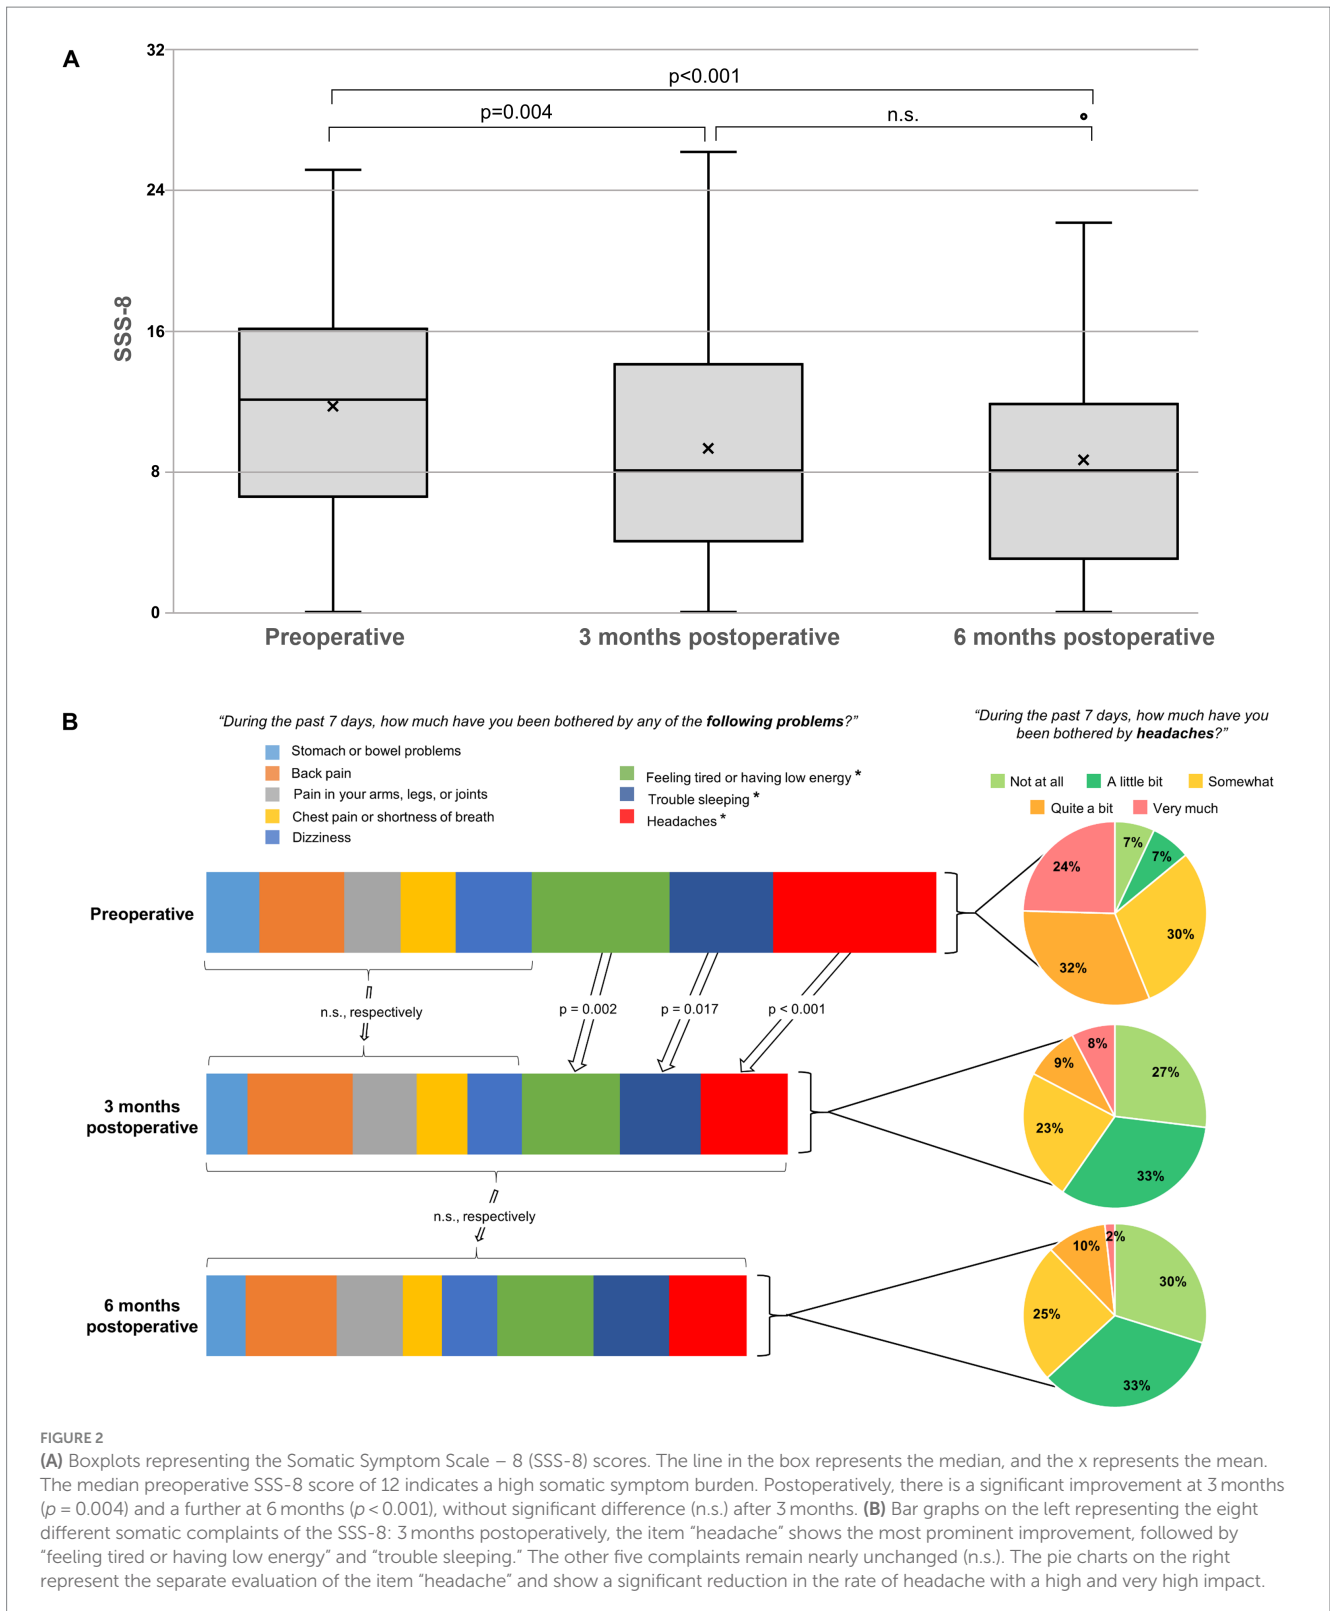 A
32
p<0.001
p=0.004
n.s.
24
SSS-8
16
8
0
Preoperative
3 months postoperative
6 months postoperative
B
“During the past 7 days, how much have you been bothered by any of the following problems?”
Stomach or bowel problems
Back pain
Pain in your arms, legs, or joints
Chest pain or shortness of breath
Dizziness
Feeling tired or having low energy *
Trouble sleeping *
Headaches *
“During the past 7 days, how much have you
been bothered by headaches?”
Not at all
A little bit
Somewhat
Quite a bit
Very much
Preoperative
7%
7%
24%
30%
32%
n.s., respectively
p = 0.002
p = 0.017
p < 0.001
3 months
postoperative
8%
9%
27%
23%
33%
n.s., respectively
6 months
postoperative
2%
10%
30%
25%
33%
FIGURE 2
(A) Boxplots representing the Somatic Symptom Scale – 8 (SSS-8) scores. The line in the box represents the median, and the x represents the mean.
The median preoperative SSS-8 score of 12 indicates a high somatic symptom burden. Postoperatively, there is a significant improvement at 3 months
(p = 0.004) and a further at 6 months (p < 0.001), without significant difference (n.s.) after 3 months. (B) Bar graphs on the left representing the eight
different somatic complaints of the SSS-8: 3 months postoperatively, the item “headache” shows the most prominent improvement, followed by
“feeling tired or having low energy” and “trouble sleeping.” The other five complaints remain nearly unchanged (n.s.). The pie charts on the right
represent the separate evaluation of the item “headache” and show a significant reduction in the rate of headache with a high and very high impact.